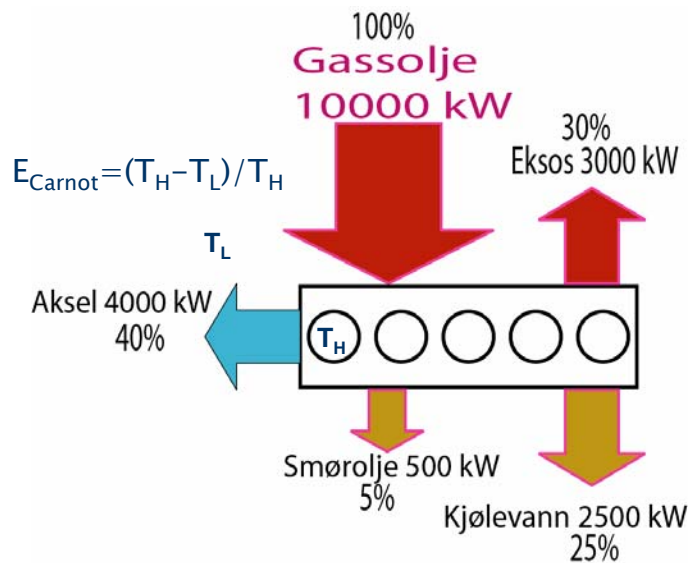 100%
Gassolje
10000 kW
30%
Eksos 3000 kW
E_Carnot=(T_H-T_L)/T_H
T_L
Aksel 4000 kW
40%
T_H
Smørolje 500 kW
5%
Kjølevann 2500 kW
25%